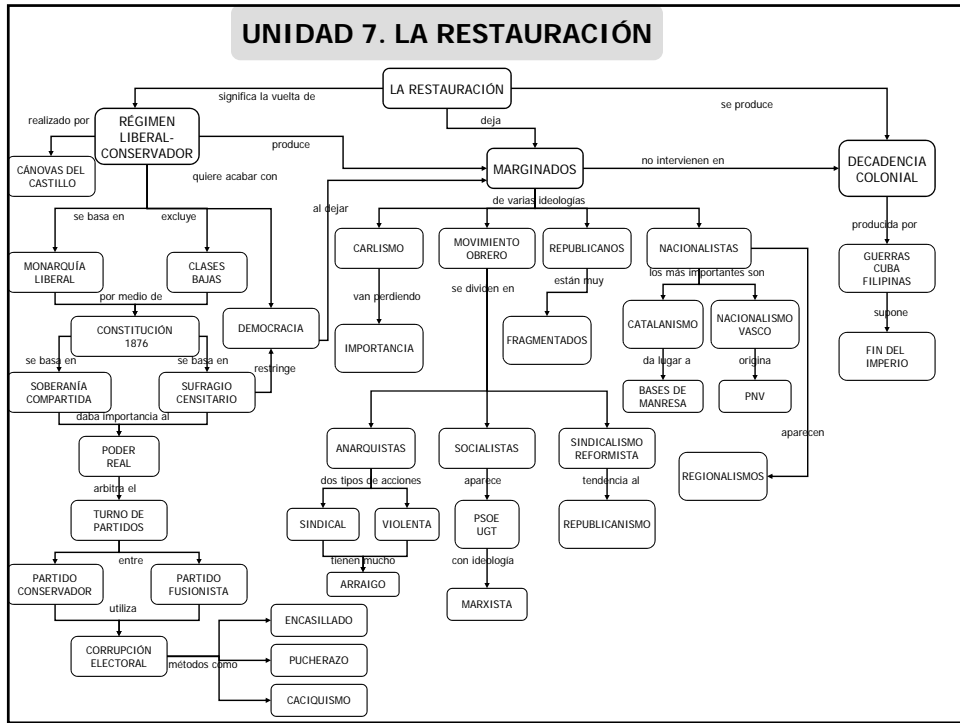 UNIDAD 7. LA RESTAURACIÓN
LA RESTAURACIÓN
significa la vuelta de
se produce
deja
realizado por
RÉGIMEN
LIBERAL-
CONSERVADOR
produce
CÁNOVAS DEL
CASTILLO
quiere acabar con
MARGINADOS
no intervienen en
DECADENCIA
COLONIAL
al dejar
de varias ideologías
se basa en
excluye
producida por
CARLISMO
MOVIMIENTO
OBRERO
REPUBLICANOS
NACIONALISTAS
MONARQUÍA
LIBERAL
CLASES
BAJAS
GUERRAS
CUBA
FILIPINAS
los más importantes son
van perdiendo
se dividen en
están muy
por medio de
DEMOCRACIA
CONSTITUCIÓN
1876
CATALANISMO
NACIONALISMO
VASCO
supone
IMPORTANCIA
FRAGMENTADOS
se basa en
se basa en
restringe
da lugar a
origina
FIN DEL
IMPERIO
SOBERANÍA
COMPARTIDA
SUFRAGIO
CENSITARIO
BASES DE
MANRESA
PNV
daba importancia al
aparecen
PODER
REAL
ANARQUISTAS
SOCIALISTAS
SINDICALISMO
REFORMISTA
REGIONALISMOS
arbitra el
dos tipos de acciones
aparece
tendencia al
TURNO DE
PARTIDOS
SINDICAL
VIOLENTA
PSOE
UGT
REPUBLICANISMO
entre
tienen mucho
con ideología
PARTIDO
CONSERVADOR
PARTIDO
FUSIONISTA
ARRAIGO
MARXISTA
utiliza
CORRUPCIÓN
ELECTORAL
métodos como
ENCASILLADO
PUCHERAZO
CACIQUISMO